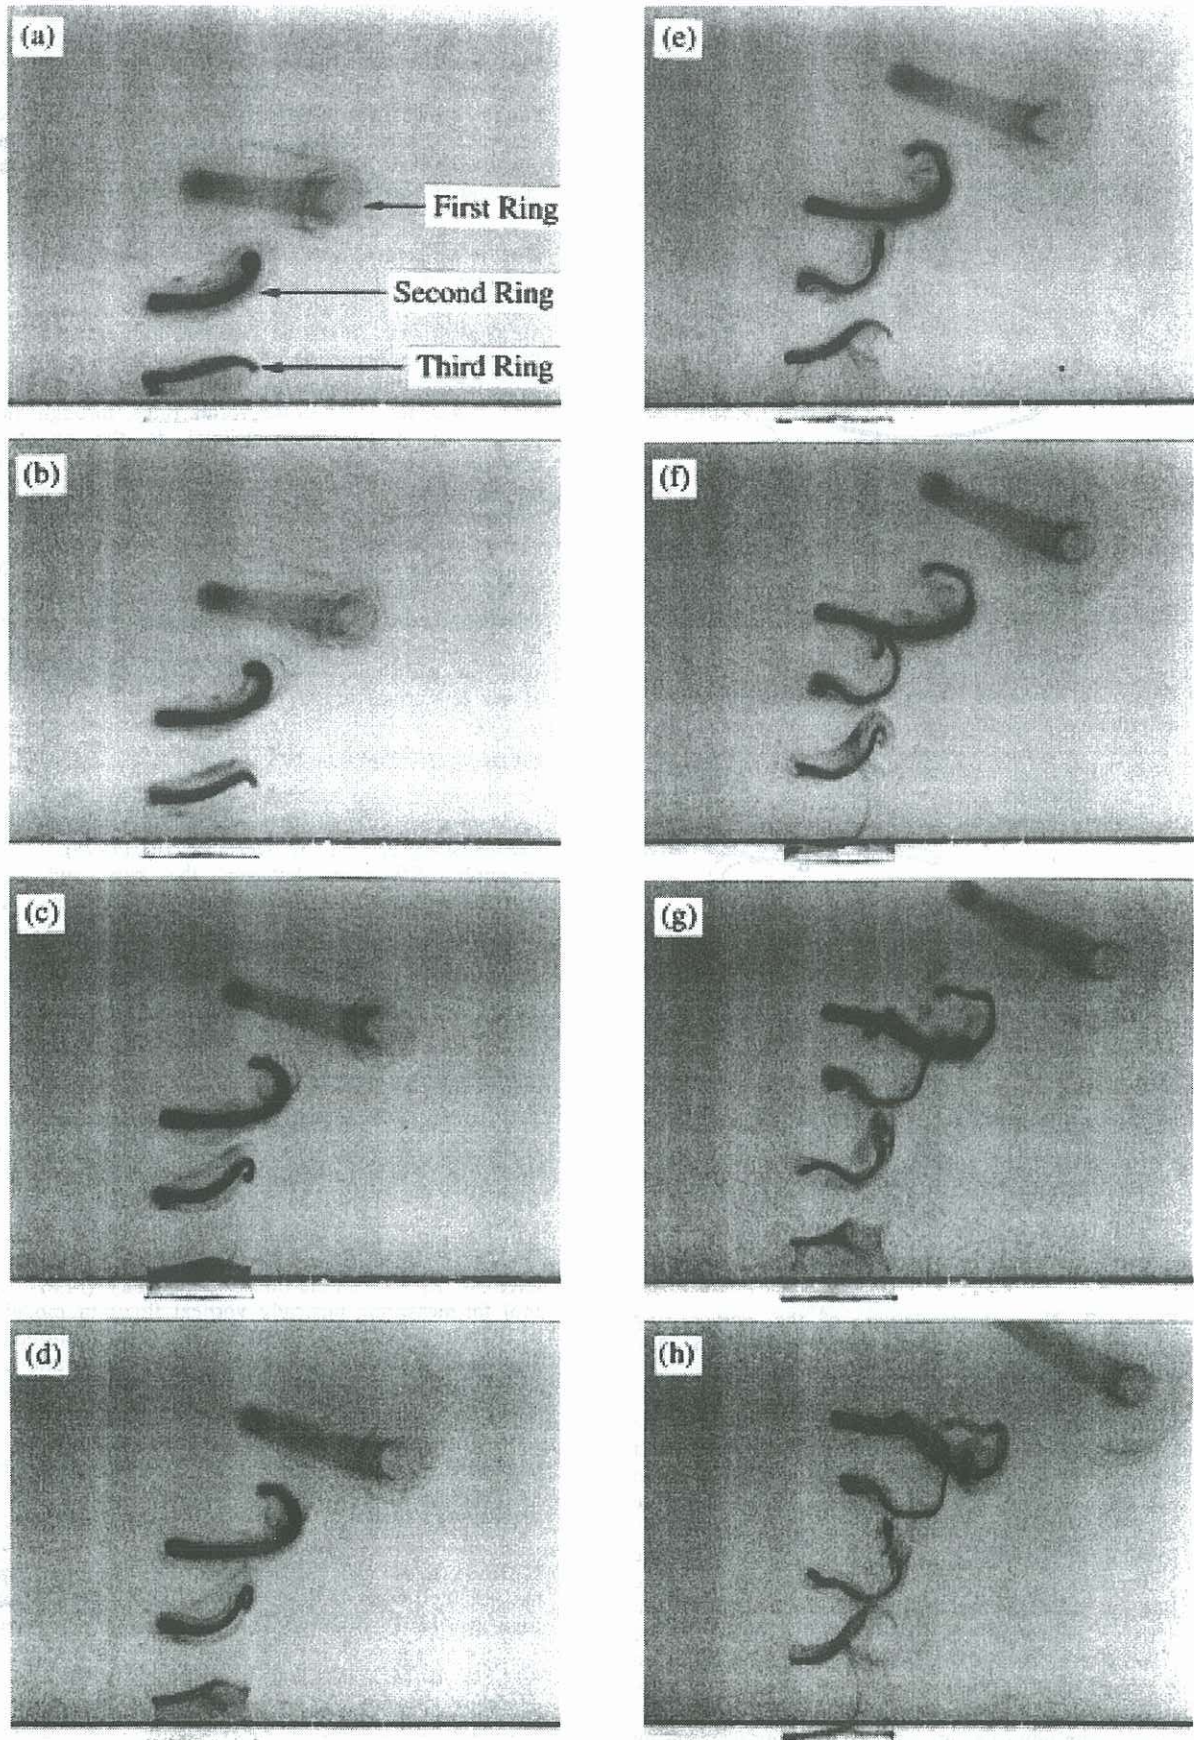 (a)
First Ring
Second Ring
Third Ring
(b)
(c)
(d)
(e)
(f)
(g)
(h)